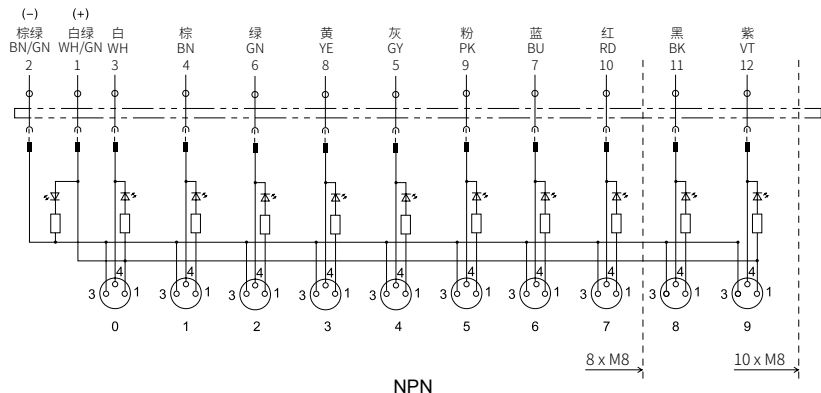 (-) (+)
棕绿 白绿 白 棕 绿 黄 灰 粉 蓝 红 黑 紫
BN/GN WH/GN WH BN GN YE GY PK BU RD BK VT
2 1 3 4 6 8 5 9 7 10 11 12
4 4 4 4 4 4 4 4 4 4
3 1 3 1 3 1 3 1 3 1 3 1 3 1 3 1 3 1 3 1
0 1 2 3 4 5 6 7 8 9
8 x M8 10 x M8
NPN